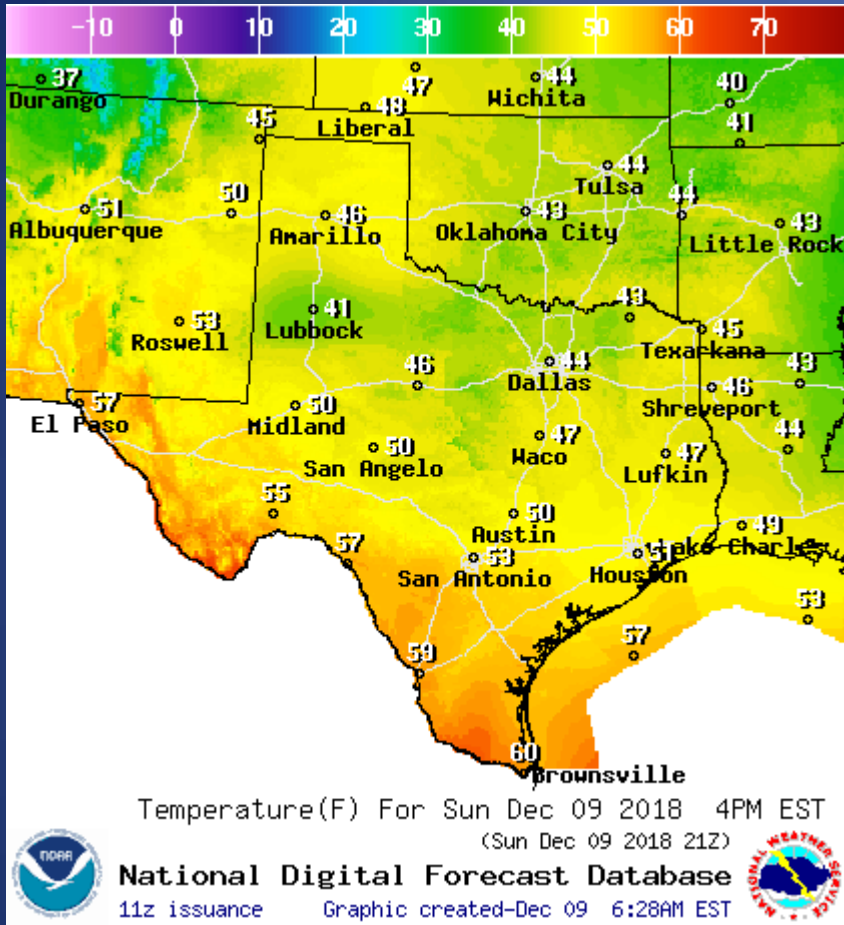 -10 0 10 20 30 40 50 60 70
37
Durango
47
44
Wichita
40
48
Liberal
45
41
44
Tulsa
51
Albuquerque
50
46
Amarillo
43
Oklahoma City
44
43
Little Rock
53
Roswell
41
Lubbock
43
45
Texarkana
46
44
Dallas
46
Shreveport
43
57
El Paso
50
Midland
50
San Angelo
47
Waco
47
Lufkin
44
55
50
Austin
49
Lake Charles
57
53
San Antonio
51
Houston
53
59
57
60
Brownsville
Temperature(F) For Sun Dec 09 2018 4PM EST
(Sun Dec 09 2018 21Z)
National Digital Forecast Database
11z issuance Graphic created-Dec 09 6:28AM EST
NOAA
NATIONAL WEATHER SERVICE